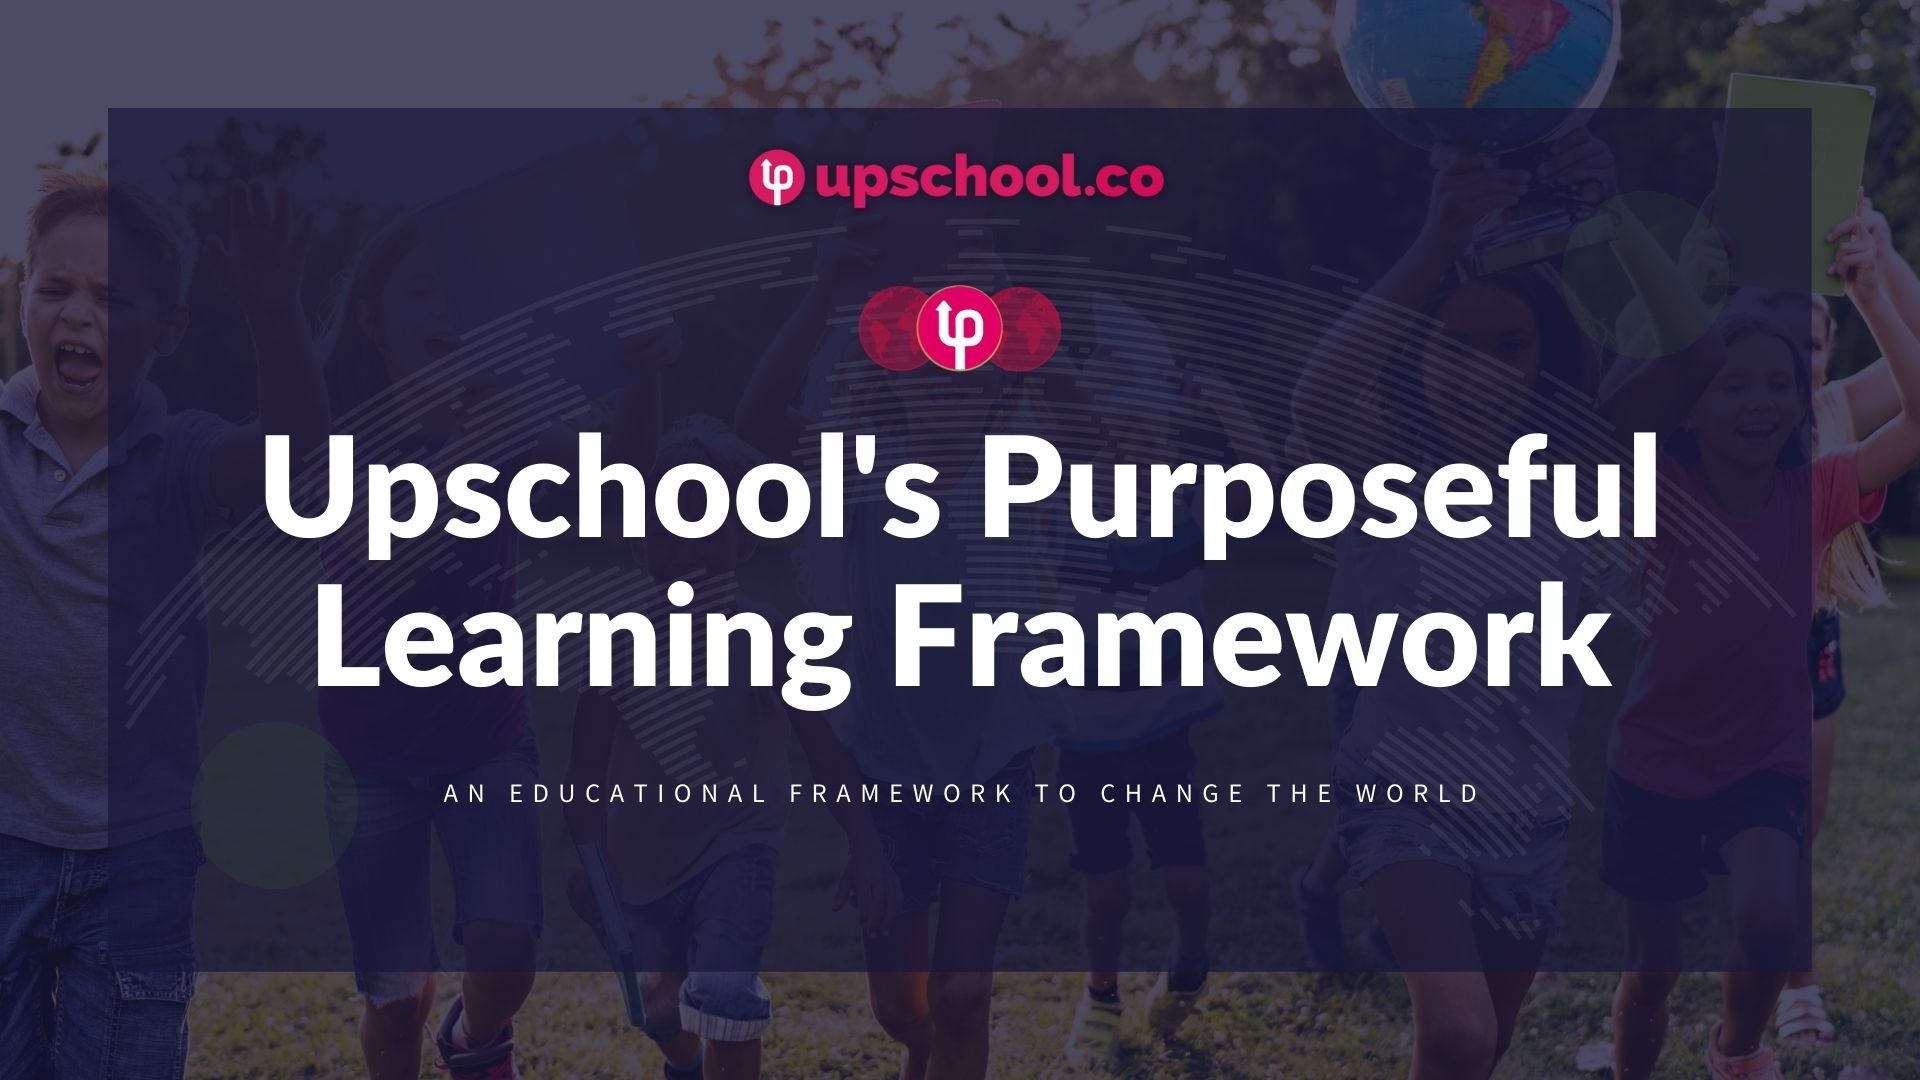 upschool.co
Upschool's Purposeful
Learning Framework
AN EDUCATIONAL FRAMEWORK TO CHANGE THE WORLD